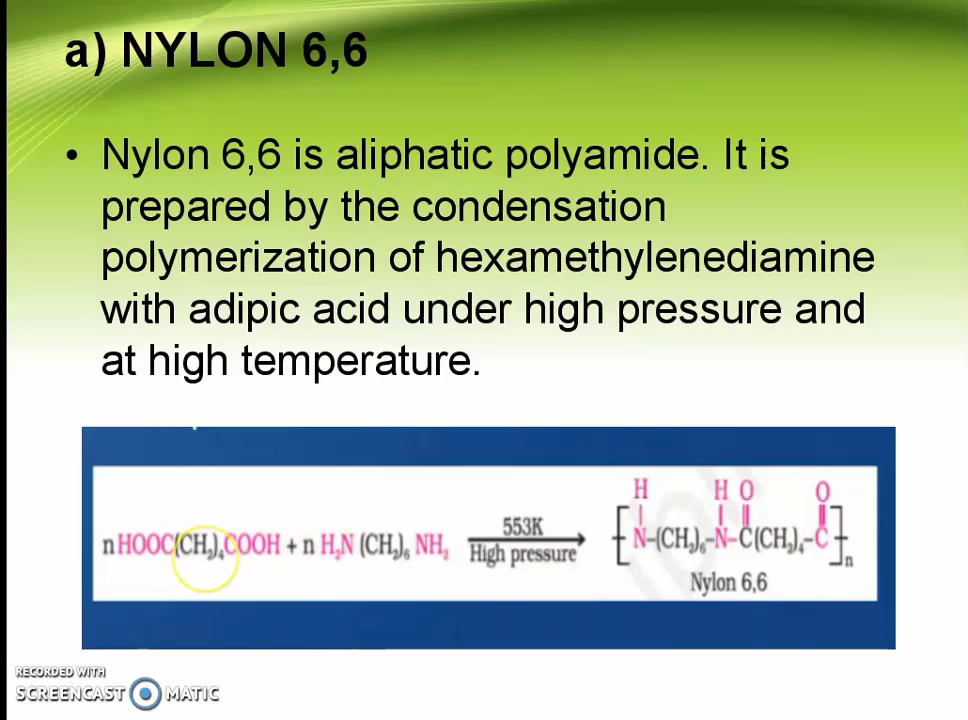 a) NYLON 6,6
• Nylon 6,6 is aliphatic polyamide. It is
prepared by the condensation
polymerization of hexamethylenediamine
with adipic acid under high pressure and
at high temperature.
H H O O
n HOOC(CH₂)₄COOH + n H₂N (CH₂)₆ NH₂ 553K High pressure [N–(CH₂)₆–N–C(CH₂)₄–C]n
Nylon 6,6
RECORDED WITH
SCREENCAST MATIC